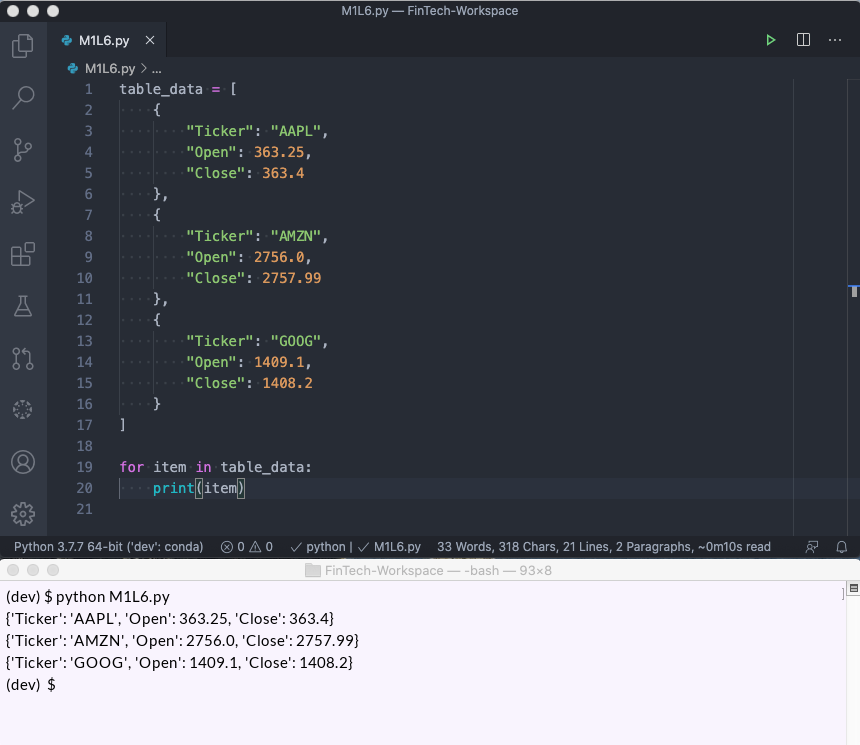 M1L6.py — FinTech-Workspace
M1L6.py ×
M1L6.py > ...
1 table_data = [
2     {
3         "Ticker": "AAPL",
4         "Open": 363.25,
5         "Close": 363.4
6     },
7     {
8         "Ticker": "AMZN",
9         "Open": 2756.0,
10         "Close": 2757.99
11     },
12     {
13         "Ticker": "GOOG",
14         "Open": 1409.1,
15         "Close": 1408.2
16     }
17 ]
18
19 for item in table_data:
20     print(item)
21
Python 3.7.7 64-bit ('dev': conda) 0 0 ✓ python | ✓ M1L6.py 33 Words, 318 Chars, 21 Lines, 2 Paragraphs, ~0m10s read
FinTech-Workspace — -bash — 93×8
(dev) $ python M1L6.py
{'Ticker': 'AAPL', 'Open': 363.25, 'Close': 363.4}
{'Ticker': 'AMZN', 'Open': 2756.0, 'Close': 2757.99}
{'Ticker': 'GOOG', 'Open': 1409.1, 'Close': 1408.2}
(dev) $